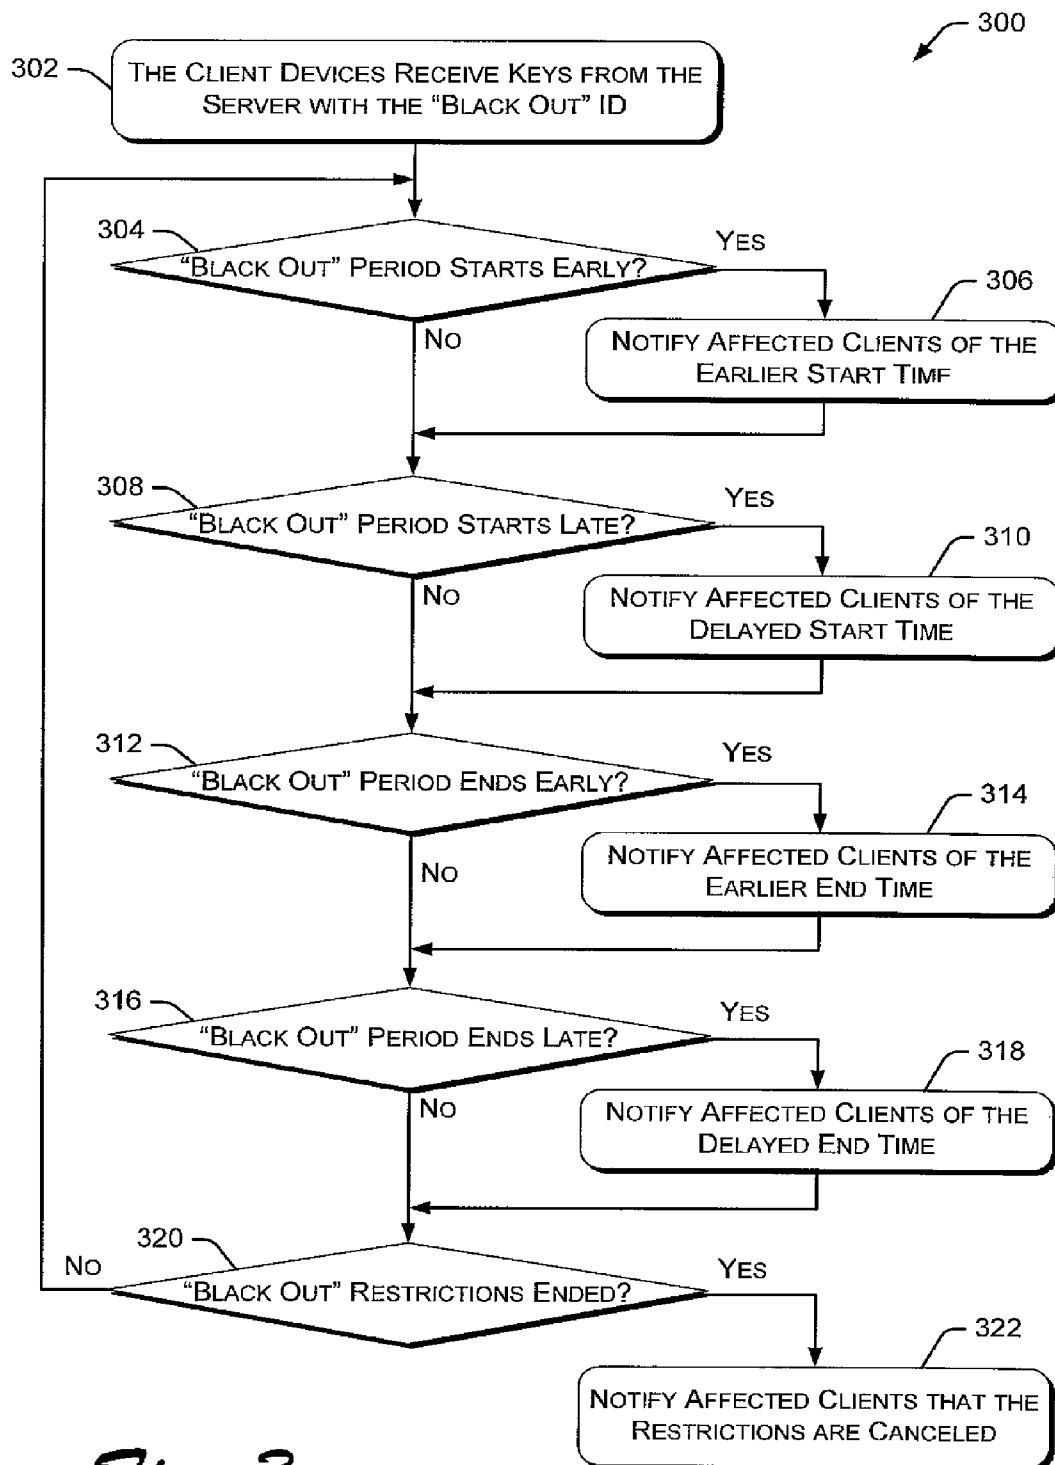 300
302
THE CLIENT DEVICES RECEIVE KEYS FROM THE
SERVER WITH THE “BLACK OUT” ID
304
“BLACK OUT” PERIOD STARTS EARLY?
YES
NO
306
NOTIFY AFFECTED CLIENTS OF THE
EARLIER START TIME
308
“BLACK OUT” PERIOD STARTS LATE?
YES
NO
310
NOTIFY AFFECTED CLIENTS OF THE
DELAYED START TIME
312
“BLACK OUT” PERIOD ENDS EARLY?
YES
NO
314
NOTIFY AFFECTED CLIENTS OF THE
EARLIER END TIME
316
“BLACK OUT” PERIOD ENDS LATE?
YES
NO
318
NOTIFY AFFECTED CLIENTS OF THE
DELAYED END TIME
320
NO
“BLACK OUT” RESTRICTIONS ENDED?
YES
322
NOTIFY AFFECTED CLIENTS THAT THE
RESTRICTIONS ARE CANCELED